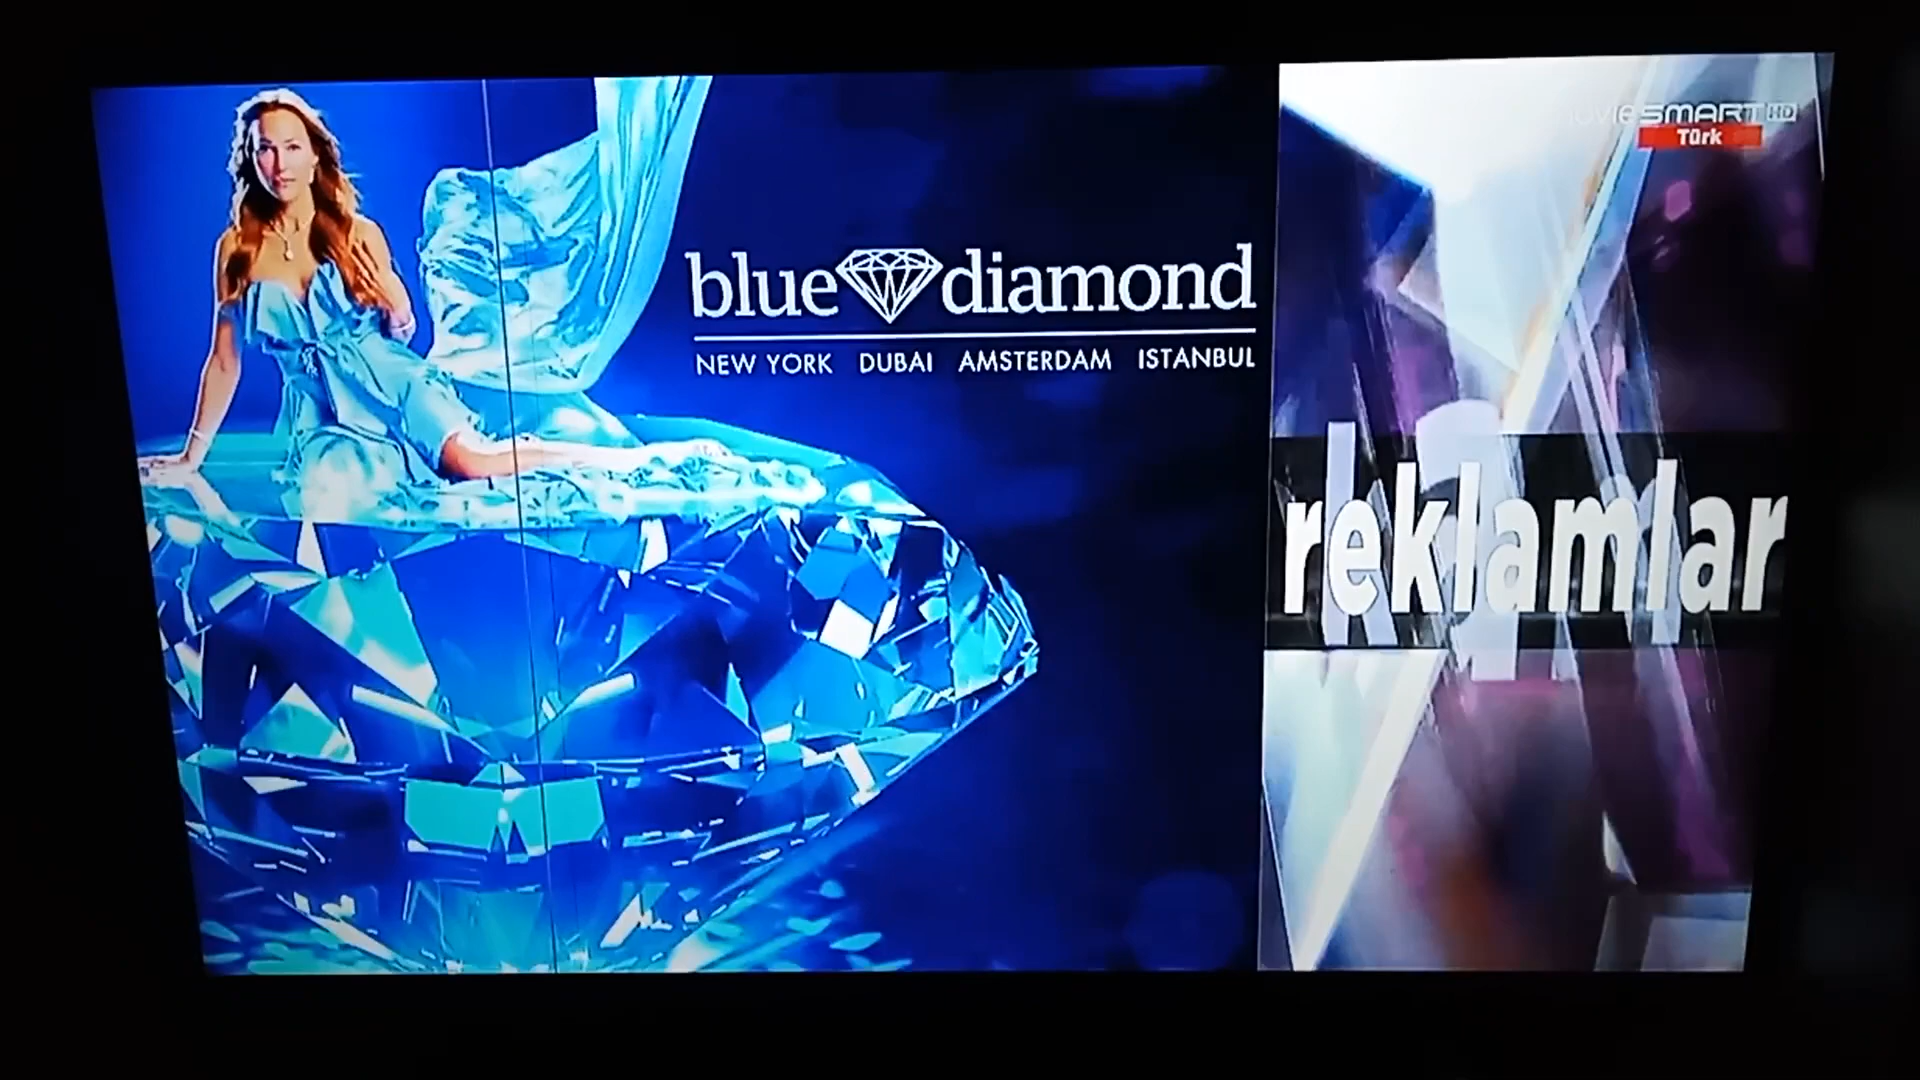 blue diamond
NEW YORK DUBAI AMSTERDAM ISTANBUL
SMART HD
Türk
reklamlar